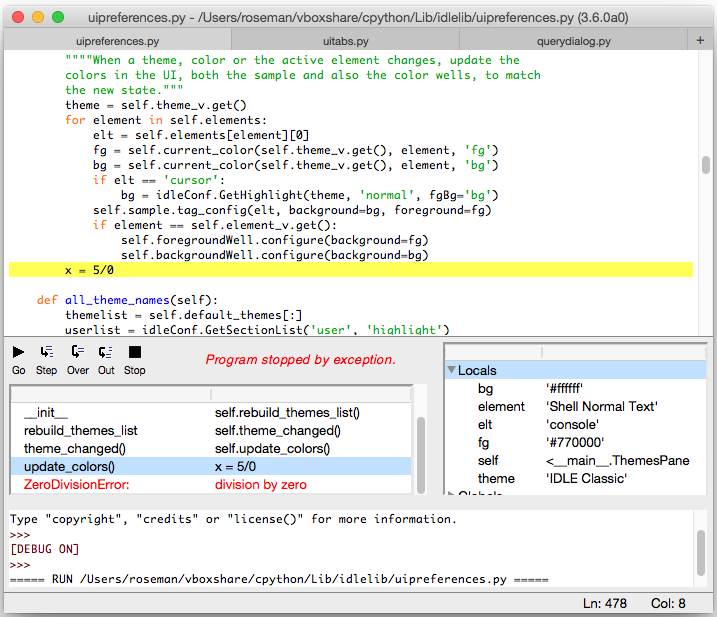 uipreferences.py - /Users/roseman/vboxshare/cpython/Lib/idlelib/uipreferences.py (3.6.0a0)
uipreferences.py uitabs.py querydialog.py +
""""When a theme, color or the active element changes, update the
colors in the UI, both the sample and also the color wells, to match
the new state."""
theme = self.theme_v.get()
for element in self.elements:
elt = self.elements[element][0]
fg = self.current_color(self.theme_v.get(), element, 'fg')
bg = self.current_color(self.theme_v.get(), element, 'bg')
if elt == 'cursor':
bg = idleConf.GetHighlight(theme, 'normal', fgBg='bg')
self.sample.tag_config(elt, background=bg, foreground=fg)
if element == self.element_v.get():
self.foregroundWell.configure(background=fg)
self.backgroundWell.configure(background=bg)
x = 5/0
def all_theme_names(self):
themelist = self.default_themes[:]
userlist = idleConf.GetSectionList('user', 'highlight')
Go Step Over Out Stop
Program stopped by exception.
__init__ self.rebuild_themes_list()
rebuild_themes_list self.theme_changed()
theme_changed() self.update_colors()
update_colors() x = 5/0
ZeroDivisionError: division by zero
Locals
bg '#ffffff'
element 'Shell Normal Text'
elt 'console'
fg '#770000'
self <__main__.ThemesPane
theme 'IDLE Classic'
Globals
Type "copyright", "credits" or "license()" for more information.
>>>
[DEBUG ON]
>>>
===== RUN /Users/roseman/vboxshare/cpython/Lib/idlelib/uipreferences.py =====
Ln: 478 Col: 8